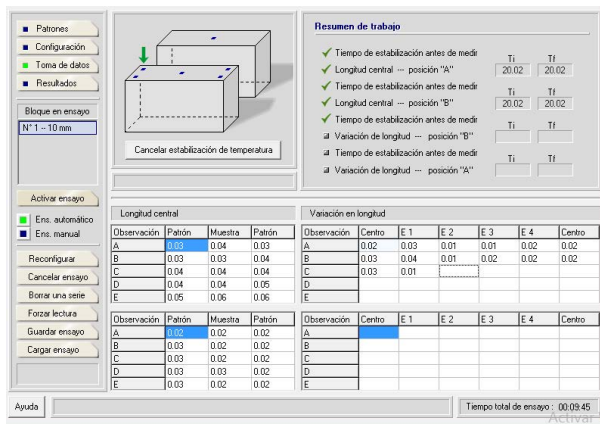 Patrones
Configuración
Toma de datos
Resultados
Bloque en ensayo
N° 1 -- 10 mm
Activar ensayo
Ens. automático
Ens. manual
Reconfigurar
Cancelar ensayo
Borrar una serie
Forzar lectura
Guardar ensayo
Cargar ensayo
Cancelar estabilización de temperatura
Resumen de trabajo
Tiempo de estabilización antes de medir
Ti Tf
Longitud central --- posición "A" 20.02 20.02
Tiempo de estabilización antes de medir
Ti Tf
Longitud central --- posición "B" 20.02 20.02
Tiempo de estabilización antes de medir
Ti Tf
Variación de longitud --- posición "B"
Tiempo de estabilización antes de medir
Ti Tf
Variación de longitud --- posición "A"
Longitud central
Observación Patrón Muestra Patrón
A 0.03 0.04 0.03
B 0.03 0.03 0.04
C 0.04 0.04 0.04
D 0.04 0.04 0.05
E 0.05 0.06 0.06
Observación Patrón Muestra Patrón
A 0.02 0.02 0.02
B 0.03 0.02 0.02
C 0.03 0.02 0.02
D 0.03 0.03 0.02
E 0.03 0.02 0.02
Variación en longitud
Observación Centro E 1 E 2 E 3 E 4 Centro
A 0.02 0.03 0.01 0.01 0.02 0.02
B 0.03 0.04 0.01 0.02 0.02 0.02
C 0.03 0.01
D
E
Observación Centro E 1 E 2 E 3 E 4 Centro
A
B
C
D
E
Ayuda
Tiempo total de ensayo : 00:09:45
Activar